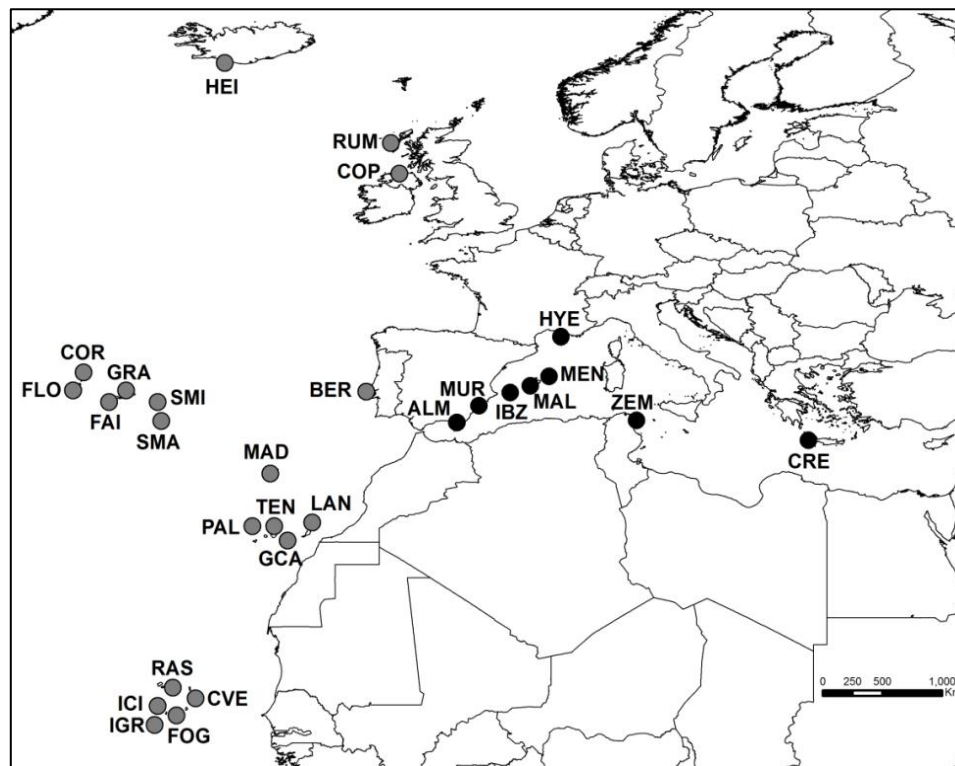 HEI
RUM
COP
HYE
COR
GRA
FLO
BER
MEN
MUR
MAL
SMI
IBZ
ZEM
FAI
ALM
SMA
CRE
MAD
TEN
LAN
PAL
GCA
RAS
0 250 500 1,000
Km
CVE
ICI
IGR
FOG